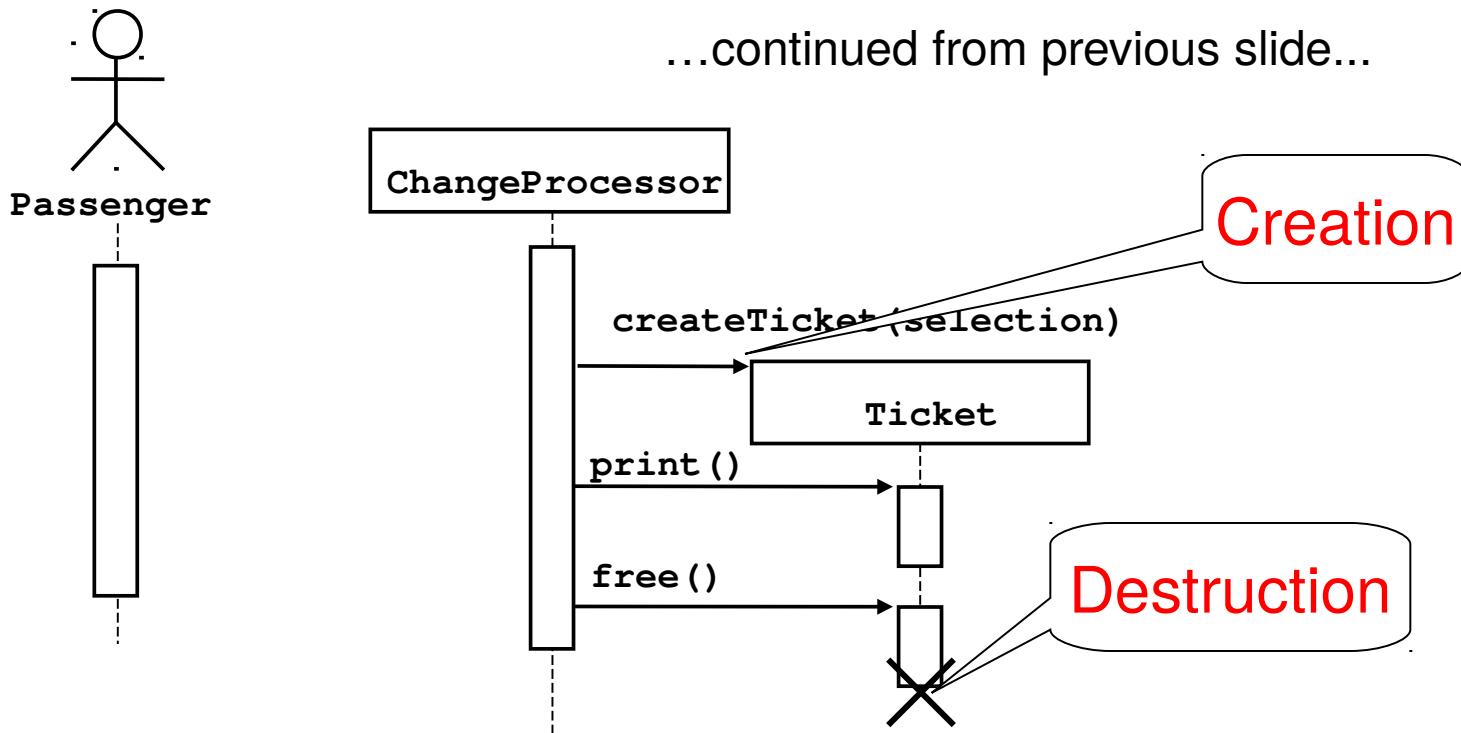 …continued from previous slide...
ChangeProcessor
Passenger
Creation
createTicket(selection)
Ticket
print()
free()
Destruction